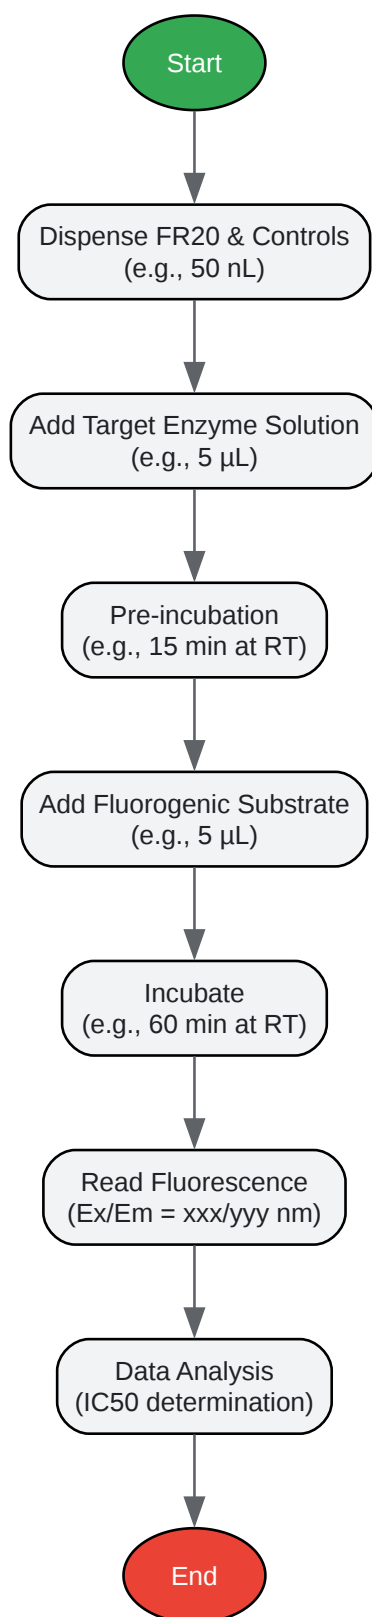 Start
Dispense FR20 & Controls
(e.g., 50 nL)
Add Target Enzyme Solution
(e.g., 5 µL)
Pre-incubation
(e.g., 15 min at RT)
Add Fluorogenic Substrate
(e.g., 5 µL)
Incubate
(e.g., 60 min at RT)
Read Fluorescence
(Ex/Em = xxx/yyy nm)
Data Analysis
(IC50 determination)
End